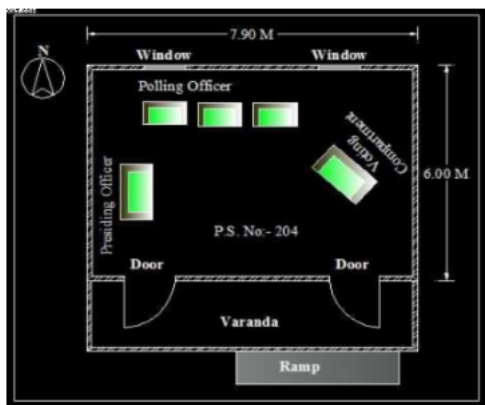 7.90 M
N
Window
Window
Polling Officer
Voting
Compartment
Presiding Officer
6.00 M
P.S. No:- 204
Door
Door
Varanda
Ramp